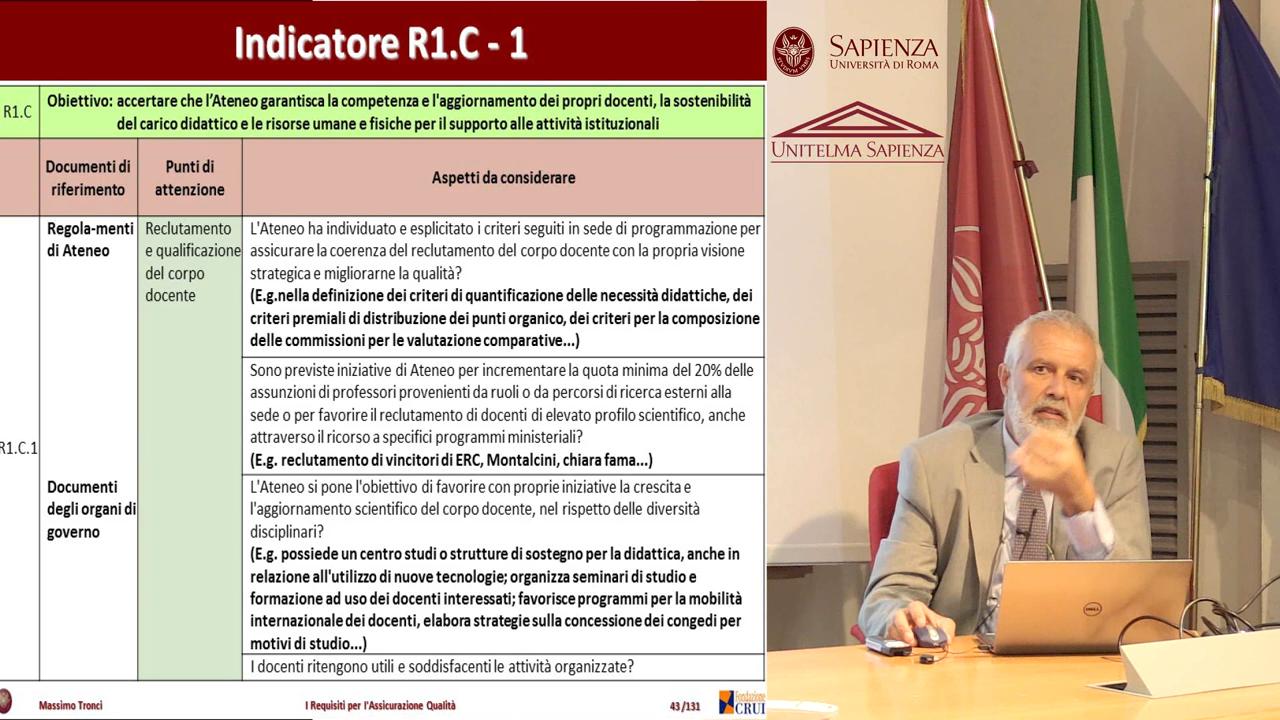 Indicatore R1.C - 1
R1.C
Obiettivo: accertare che l'Ateneo garantisca la competenza e l'aggiornamento dei propri docenti, la sostenibilità
del carico didattico e le risorse umane e fisiche per il supporto alle attività istituzionali
Documenti di
riferimento
Punti di
attenzione
Aspetti da considerare
R1.C.1
Regola-menti
di Ateneo
Documenti
degli organi di
governo
Reclutamento
e qualificazione
del corpo
docente
L'Ateneo ha individuato e esplicitato i criteri seguiti in sede di programmazione per
assicurare la coerenza del reclutamento del corpo docente con la propria visione
strategica e migliorarne la qualità?
(E.g.nella definizione dei criteri di quantificazione delle necessità didattiche, dei
criteri premiali di distribuzione dei punti organico, dei criteri per la composizione
delle commissioni per le valutazione comparative...)
Sono previste iniziative di Ateneo per incrementare la quota minima del 20% delle
assunzioni di professori provenienti da ruoli o da percorsi di ricerca esterni alla
sede o per favorire il reclutamento di docenti di elevato profilo scientifico, anche
attraverso il ricorso a specifici programmi ministeriali?
(E.g. reclutamento di vincitori di ERC, Montalcini, chiara fama...)
L'Ateneo si pone l'obiettivo di favorire con proprie iniziative la crescita e
l'aggiornamento scientifico del corpo docente, nel rispetto delle diversità
disciplinari?
(E.g. possiede un centro studi o strutture di sostegno per la didattica, anche in
relazione all'utilizzo di nuove tecnologie; organizza seminari di studio e
formazione ad uso dei docenti interessati; favorisce programmi per la mobilità
internazionale dei docenti, elabora strategie sulla concessione dei congedi per
motivi di studio...)
I docenti ritengono utili e soddisfacenti le attività organizzate?
Massimo Tronci
I Requisiti per l'Assicurazione Qualità
43 /131
Fondazione
CRUI
SAPIENZA
UNIVERSITÀ DI ROMA
UNITELMA SAPIENZA
DELL